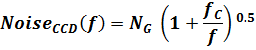 Noise_CCD(f) = N_G (1 + f_C/f)^0.5